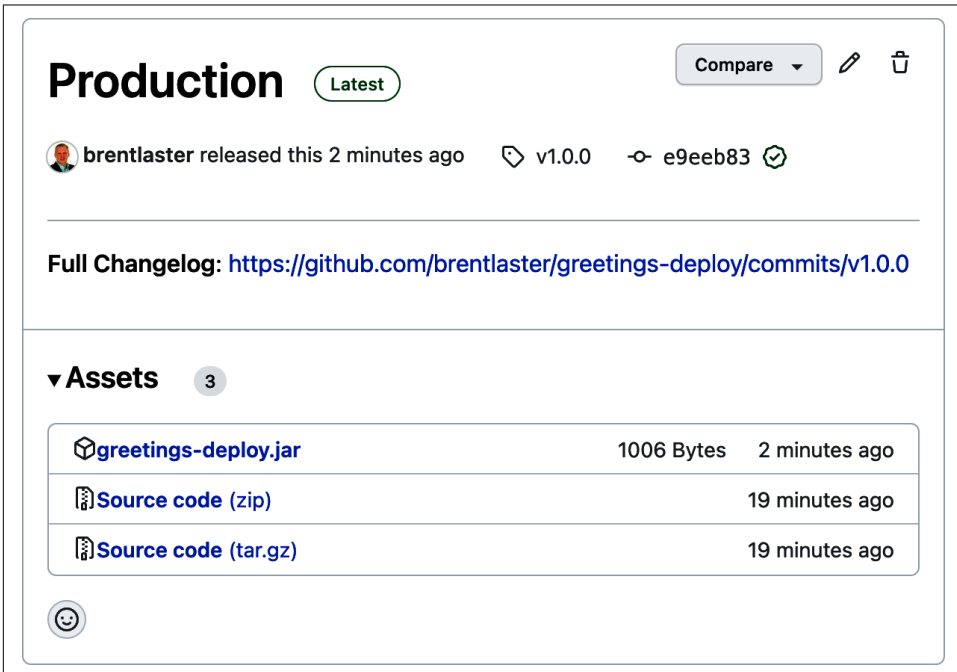 Production Latest Compare
brentlaster released this 2 minutes ago v1.0.0 e9eeb83
Full Changelog: https://github.com/brentlaster/greetings-deploy/commits/v1.0.0
Assets 3
greetings-deploy.jar 1006 Bytes 2 minutes ago
Source code (zip) 19 minutes ago
Source code (tar.gz) 19 minutes ago